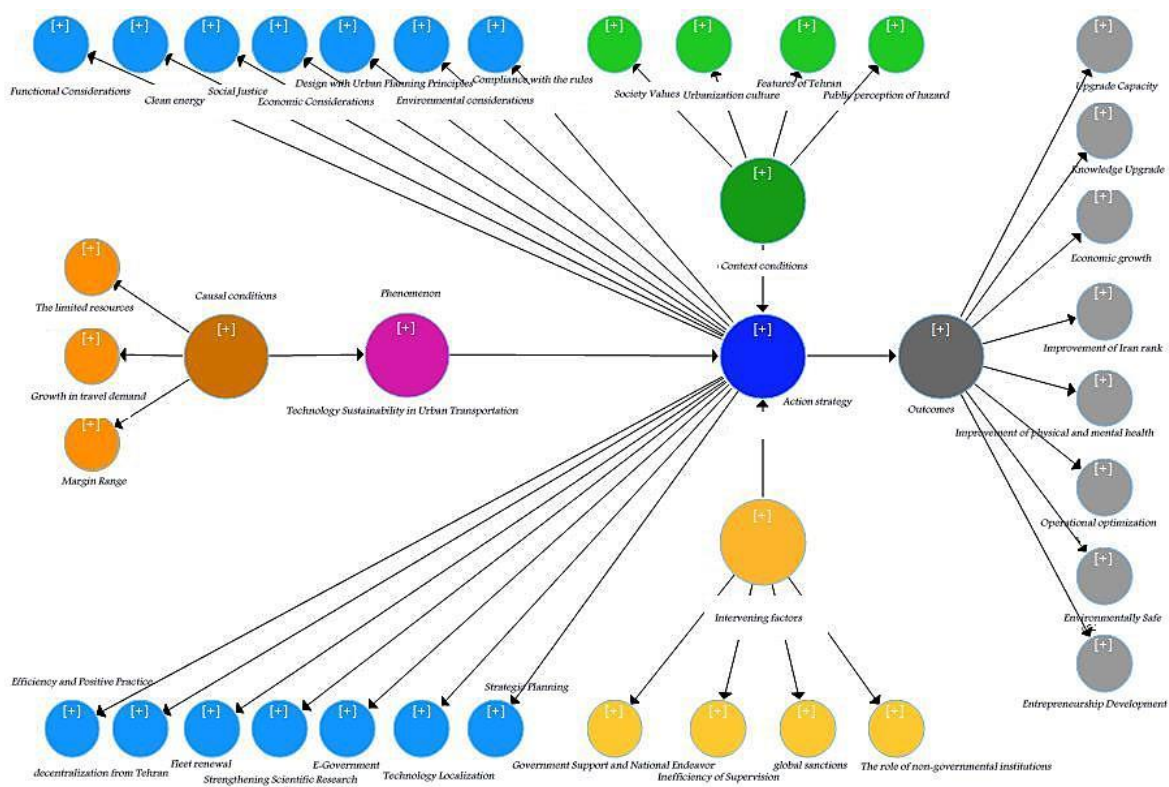 [+] [+] [+] [+] [+] [+] [+] [+] [+] [+] [+] [+]
Functional Considerations
Clean energy
Social Justice
Economic Considerations
Design with Urban Planning Principles
Environmental considerations
Compliance with the rules
Society Values
Urbanization culture
Features of Tehran
Public perception of hazard
Upgrade Capacity
[+]
Knowledge Upgrade
[+]
Context conditions
[+]
Economic growth
[+]
The limited resources
Causal conditions
[+]
Phenomenon
[+]
Technology Sustainability in Urban Transportation
[+]
Growth in travel demand
[+]
Margin Range
[+]
Action strategy
[+]
Outcomes
[+]
Improvement of Iran rank
[+]
Improvement of physical and mental health
[+]
Operational optimization
[+]
Environmentally Safe
[+]
Entrepreneurship Development
[+]
Intervening factors
Efficiency and Positive Practice
Strategic Planning
[+] [+] [+] [+] [+] [+] [+] [+] [+] [+] [+]
decentralization from Tehran
Fleet renewal
Strengthening Scientific Research
E-Government
Technology Localization
Government Support and National Endeavor
Inefficiency of Supervision
global sanctions
The role of non-governmental institutions